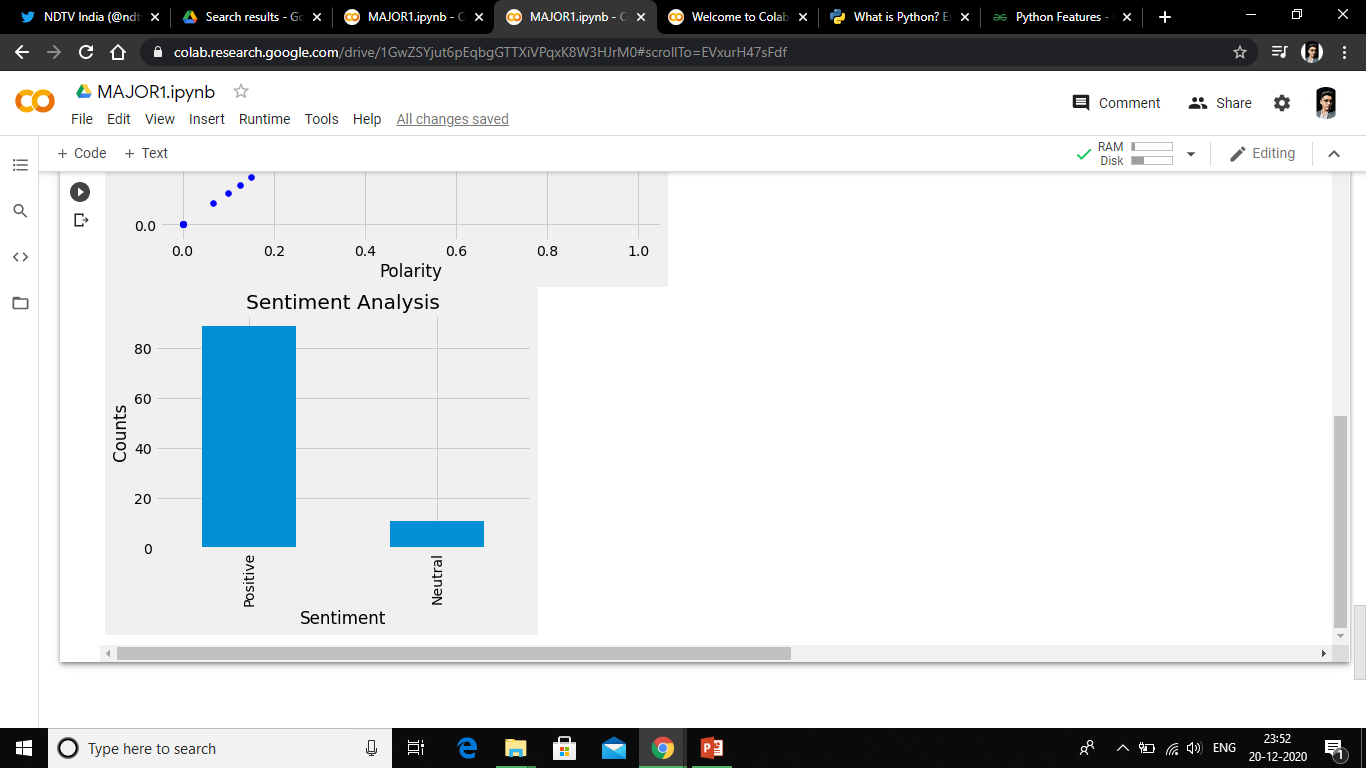 NDTV India (@ndt
Search results - Go
MAJOR1.ipynb - C
MAJOR1.ipynb - C
Welcome to Colab
What is Python? E
Python Features -
colab.research.google.com/drive/1GwZSYjut6pEqbgGTTXiVPqxK8W3HJrM0#scrollTo=EVxurH47sFdf
MAJOR1.ipynb
Comment
Share
File Edit View Insert Runtime Tools Help All changes saved
+ Code + Text
RAM
Disk
Editing
0.0
0.0 0.2 0.4 0.6 0.8 1.0
Polarity
Sentiment Analysis
80
60
40
20
0
Counts
Positive
Neutral
Sentiment
Type here to search
ENG
23:52
20-12-2020
1